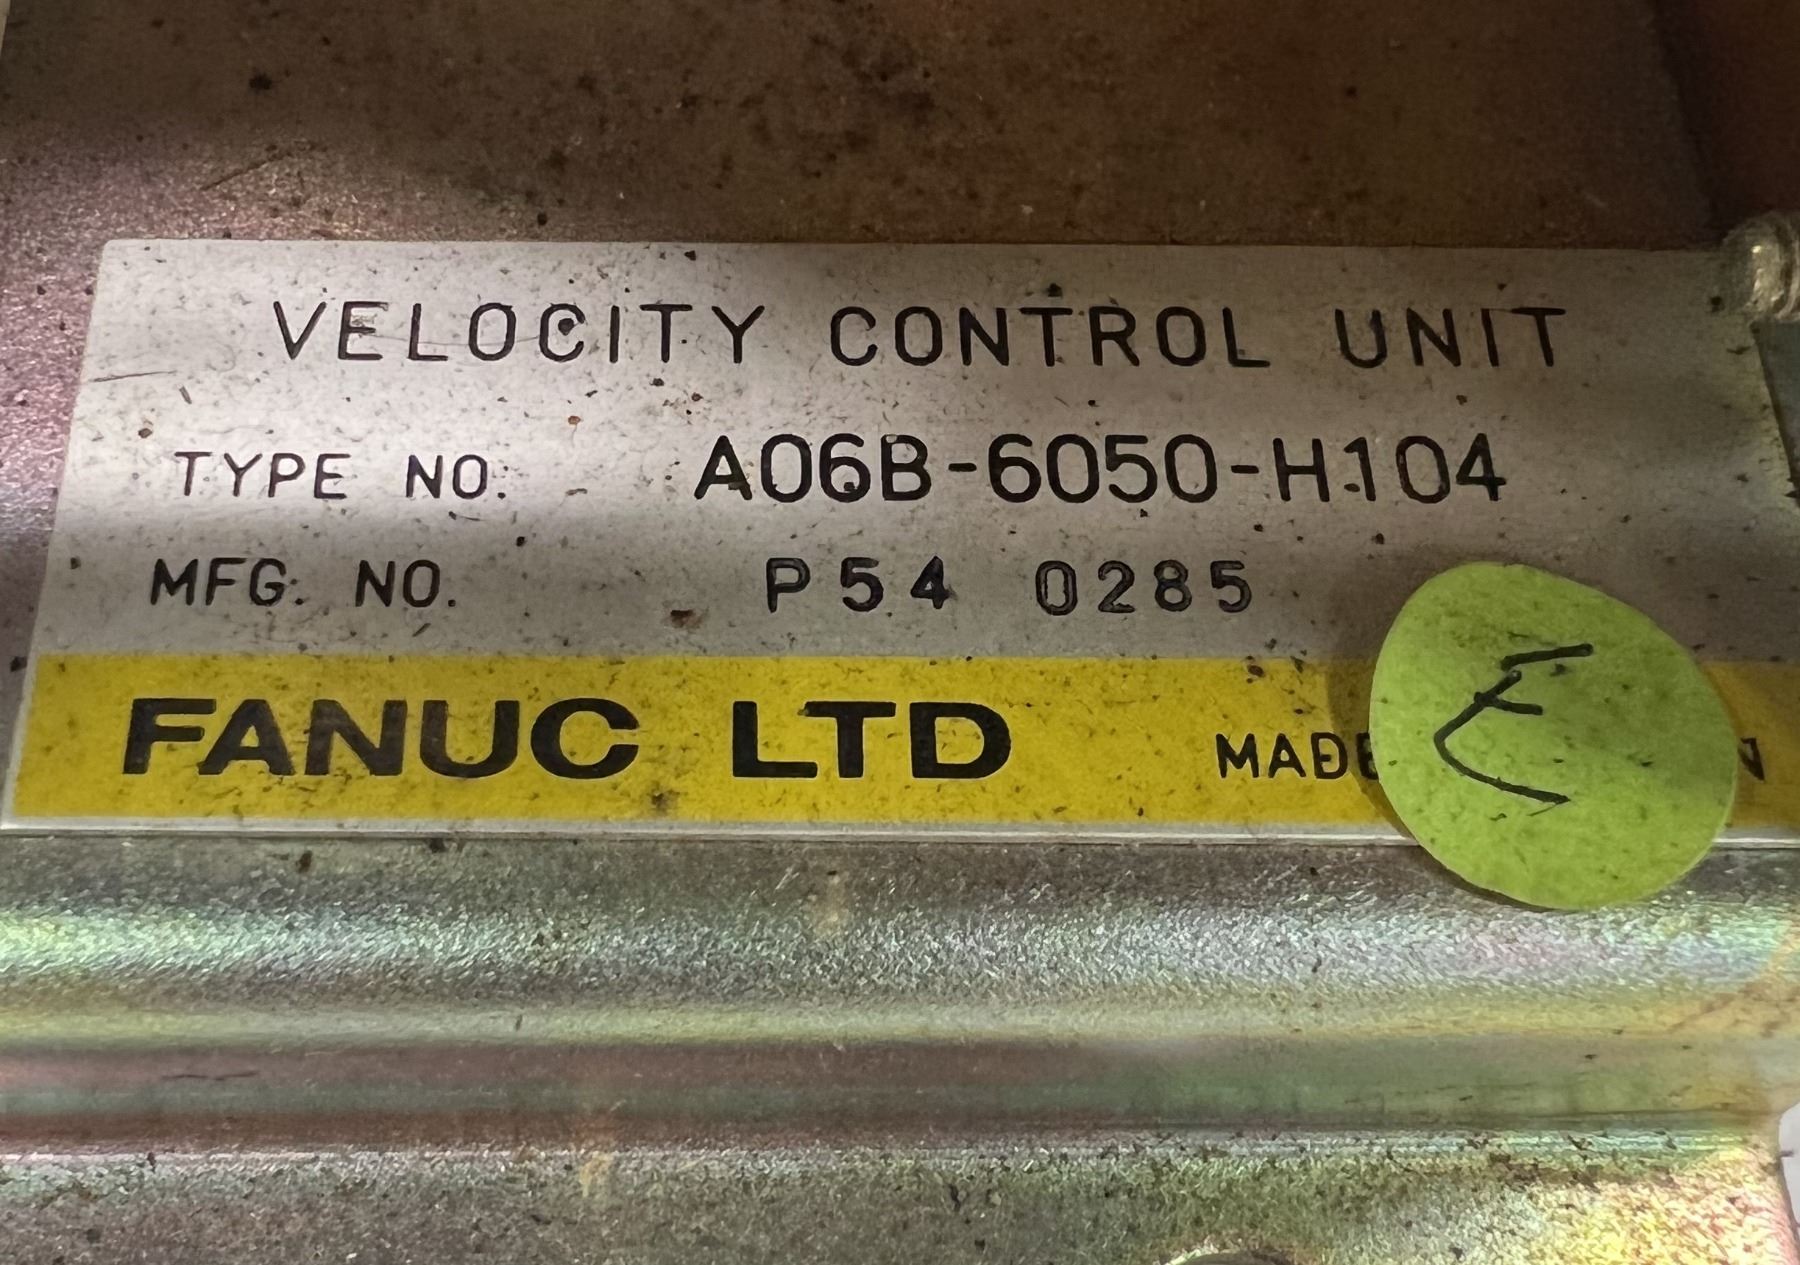 VELOCITY CONTROL UNIT
TYPE NO. A06B-6050-H104
MFG. NO. P54 0285
FANUC LTD